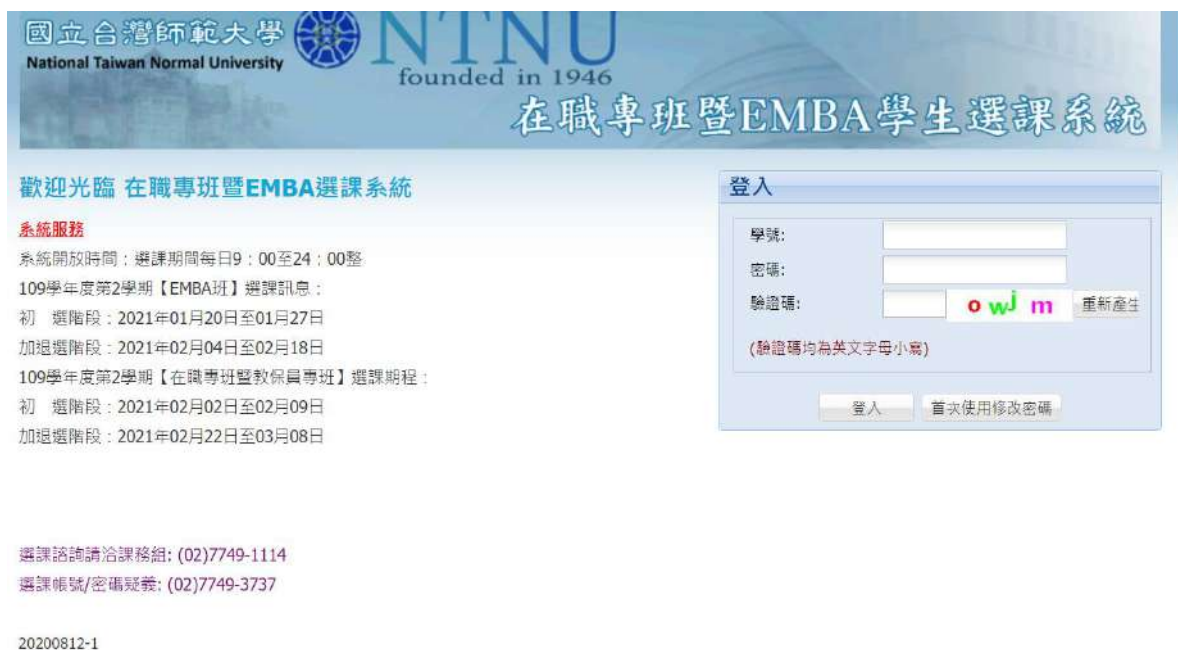 國立台灣師範大學
National Taiwan Normal University
NTNU
founded in 1946
在職專班暨EMBA學生選課系統
歡迎光臨 在職專班暨EMBA選課系統
系統服務
系統開放時間：選課期間每日9：00至24：00整
109學年度第2學期【EMBA班】選課訊息：
初　選階段：2021年01月20日至01月27日
加退選階段：2021年02月04日至02月18日
109學年度第2學期【在職專班暨教保員專班】選課期程：
初　選階段：2021年02月02日至02月09日
加退選階段：2021年02月22日至03月08日
選課諮詢請洽課務組: (02)7749-1114
選課帳號/密碼疑義: (02)7749-3737
20200812-1
登入
學號:
密碼:
驗證碼:
owjm
重新產生
(驗證碼均為英文字母小寫)
登入
首次使用修改密碼